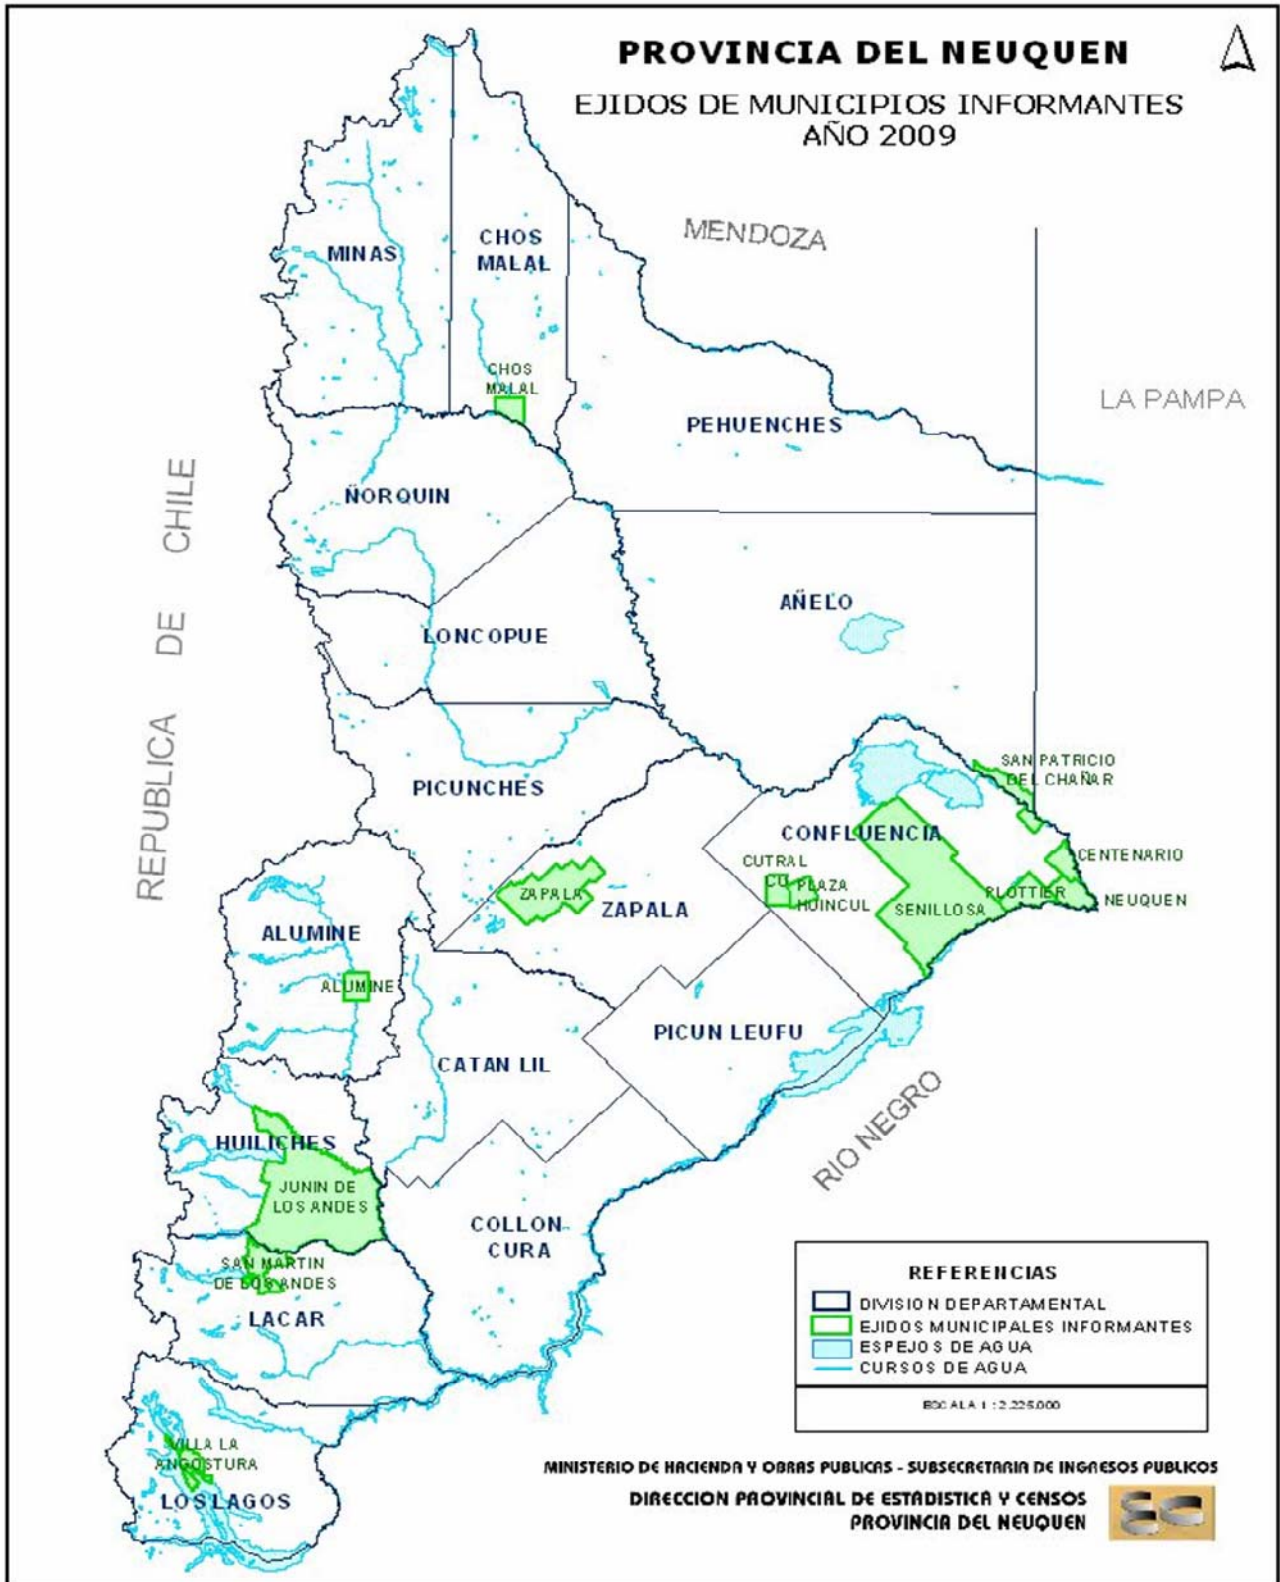 PROVINCIA DEL NEUQUEN
EJIDOS DE MUNICIPIOS INFORMANTES
AÑO 2009
MENDOZA
LA PAMPA
REPUBLICA DE CHILE
RIO NEGRO
MINAS
CHOS
MALAL
CHOS
MALAL
PEHUENCHES
ÑORQUIN
AÑELO
LONCOPUE
PICUNCHES
SAN PATRICIO
DEL CHAÑAR
CONFLUENCIA
CUTRAL
CO
PLAZA
HUINCUL
CENTENARIO
PLOTTIER
NEUQUEN
SENILLOSA
ZAPALA
ZAPALA
ALUMINE
ALUMINE
PICUN LEUFU
CATAN LIL
HUILICHES
JUNIN DE
LOS ANDES
COLLON
CURA
SAN MARTIN
DE LOS ANDES
LACAR
VILLA LA
ANGOSTURA
LOS LAGOS
REFERENCIAS
DIVISION DEPARTAMENTAL
EJIDOS MUNICIPALES INFORMANTES
ESPEJOS DE AGUA
CURSOS DE AGUA
ESCALA 1 : 2.225.000
MINISTERIO DE HACIENDA Y OBRAS PUBLICAS - SUBSECRETARIA DE INGRESOS PUBLICOS
DIRECCION PROVINCIAL DE ESTADISTICA Y CENSOS
PROVINCIA DEL NEUQUEN